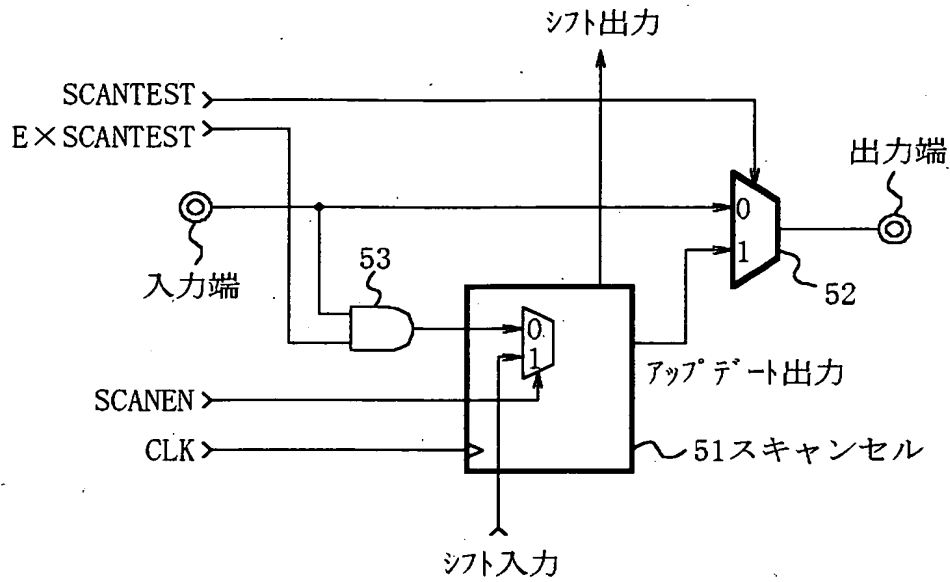 シフト出力
SCANTEST
E×SCANTEST
出力端
0
1
入力端
53
52
0
1
アップデート出力
SCANEN
CLK
51スキャンセル
シフト入力